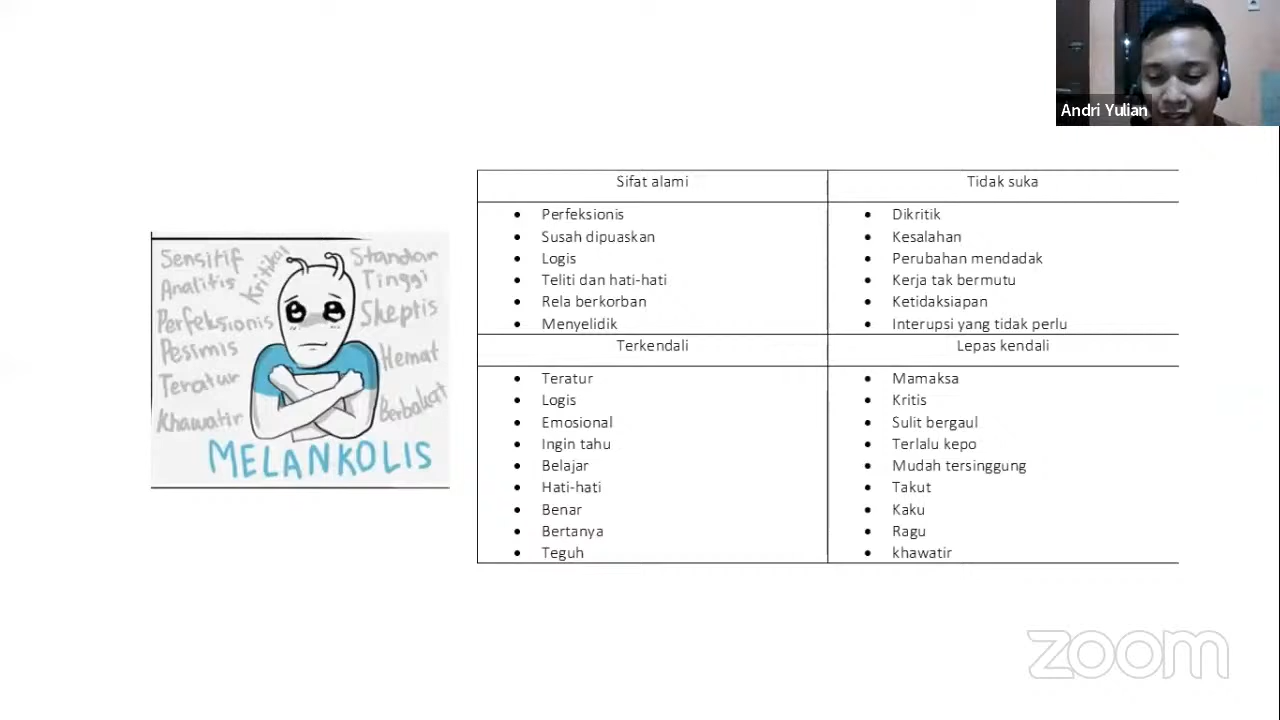 Andri Yulian
Sifat alami
Tidak suka
Perfeksionis
Susah dipuaskan
Logis
Teliti dan hati-hati
Rela berkorban
Menyelidik
Dikritik
Kesalahan
Perubahan mendadak
Kerja tak bermutu
Ketidaksiapan
Interupsi yang tidak perlu
Terkendali
Lepas kendali
Teratur
Logis
Emosional
Ingin tahu
Belajar
Hati-hati
Benar
Bertanya
Teguh
Mamaksa
Kritis
Sulit bergaul
Terlalu kepo
Mudah tersinggung
Takut
Kaku
Ragu
khawatir
Sensitif
Analitis
Kritikal
Perfeksionis
Pesimis
Teratur
Khawatir
Standar
Tinggi
Skeptis
Hemat
Berbakat
MELANKOLIS
zoom